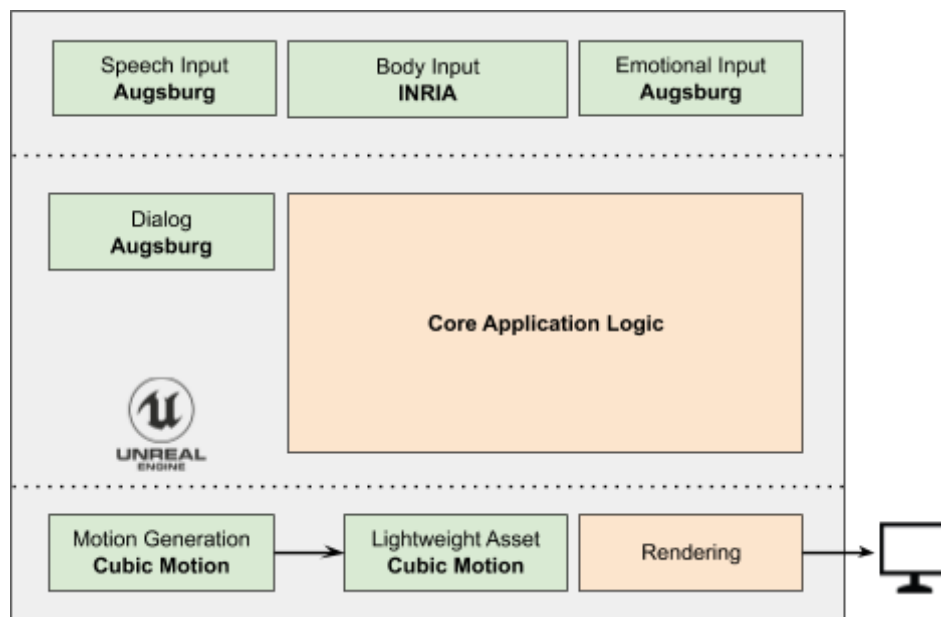 Speech Input
Augsburg
Body Input
INRIA
Emotional Input
Augsburg
Dialog
Augsburg
Core Application Logic
UNREAL
ENGINE
Motion Generation
Cubic Motion
Lightweight Asset
Cubic Motion
Rendering